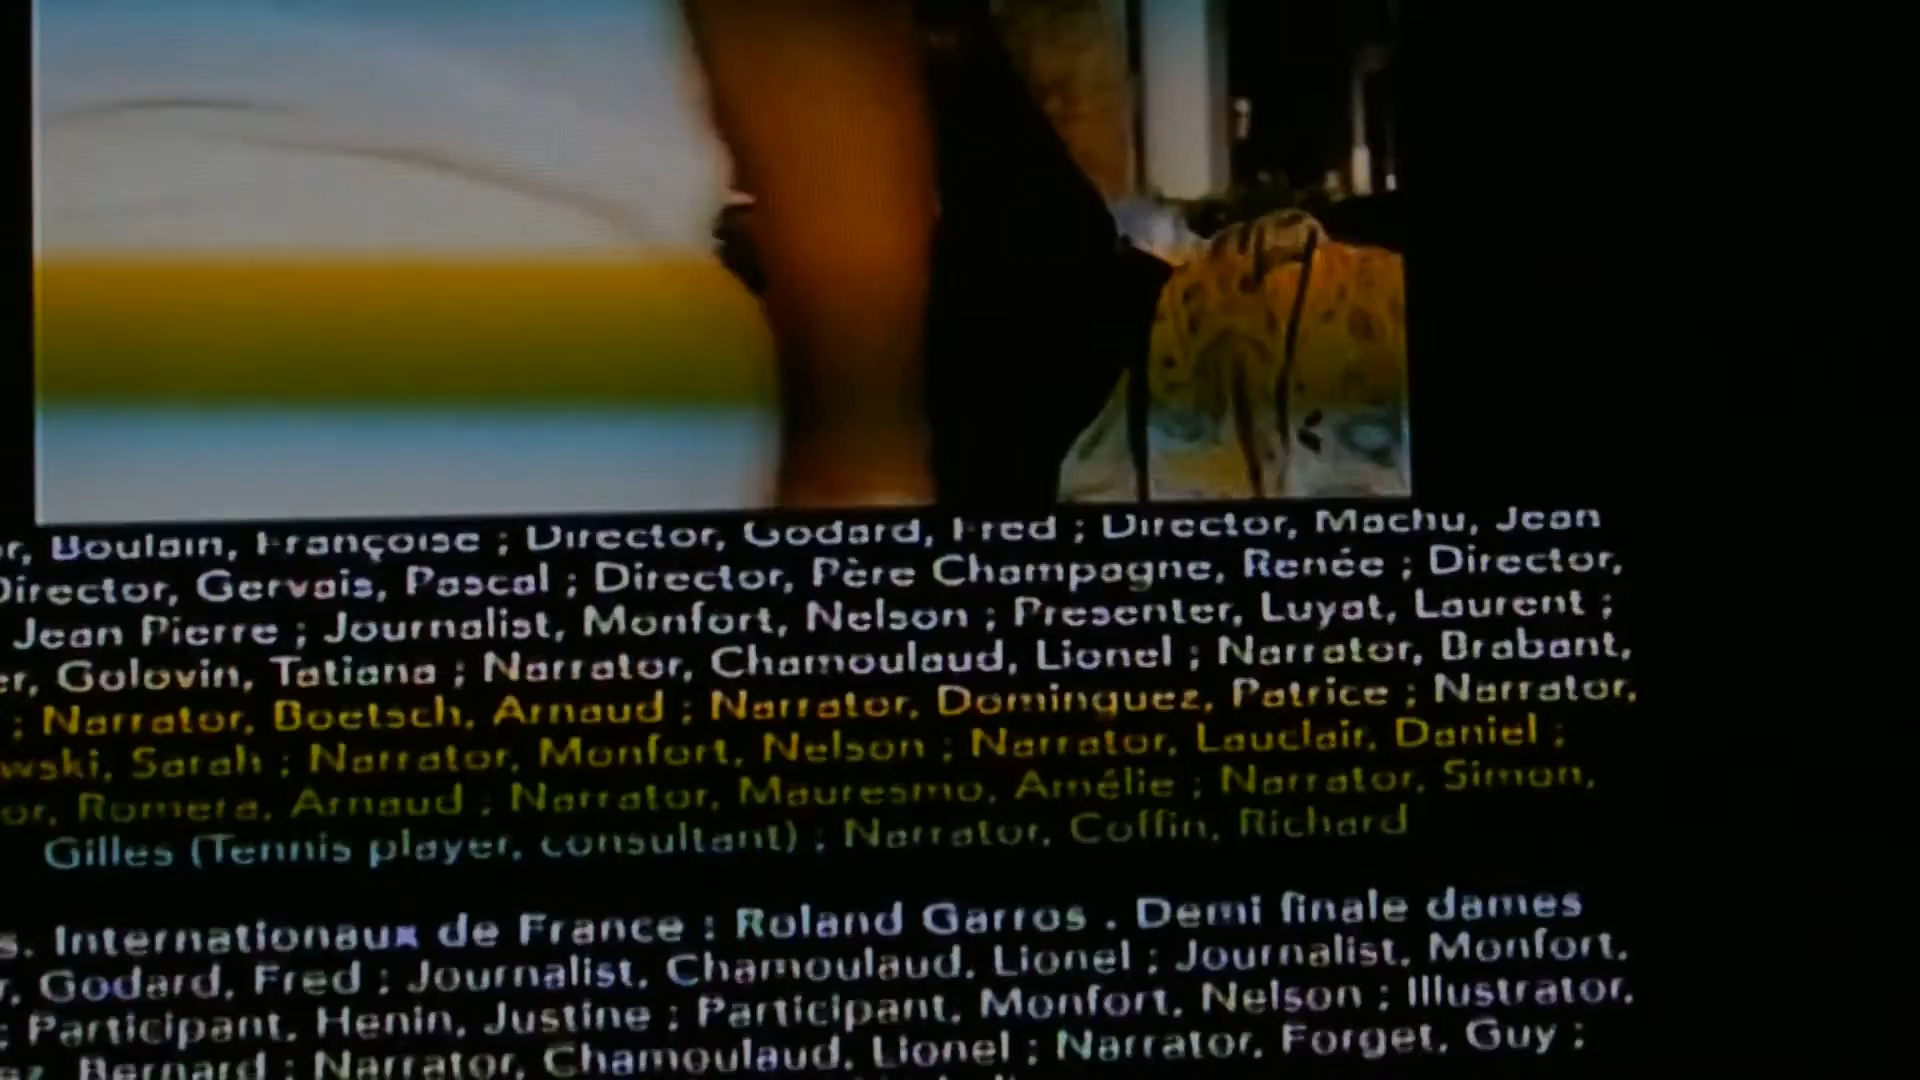 Boulain, Françoise ; Director, Godard, Fred ; Director, Machu, Jean
Director, Gervais, Pascal ; Director, Père Champagne, Renée ; Director,
Jean Pierre ; Journalist, Monfort, Nelson ; Presenter, Luyat, Laurent ;
Golovin, Tatiana ; Narrator, Chamoulaud, Lionel ; Narrator, Brabant,
; Narrator, Boetsch, Arnaud ; Narrator, Dominguez, Patrice ; Narrator,
Sarah ; Narrator, Monfort, Nelson ; Narrator, Lauclair, Daniel ;
Romera, Arnaud ; Narrator, Mauresmo, Amélie ; Narrator, Simon,
Gilles (Tennis player, consultant) ; Narrator, Coffin, Richard
Internationaux de France : Roland Garros . Demi finale dames
Godard, Fred ; Journalist, Chamoulaud, Lionel ; Journalist, Monfort,
; Participant, Henin, Justine ; Participant, Monfort, Nelson ; Illustrator,
Bernard ; Narrator, Chamoulaud, Lionel ; Narrator, Forget, Guy ;